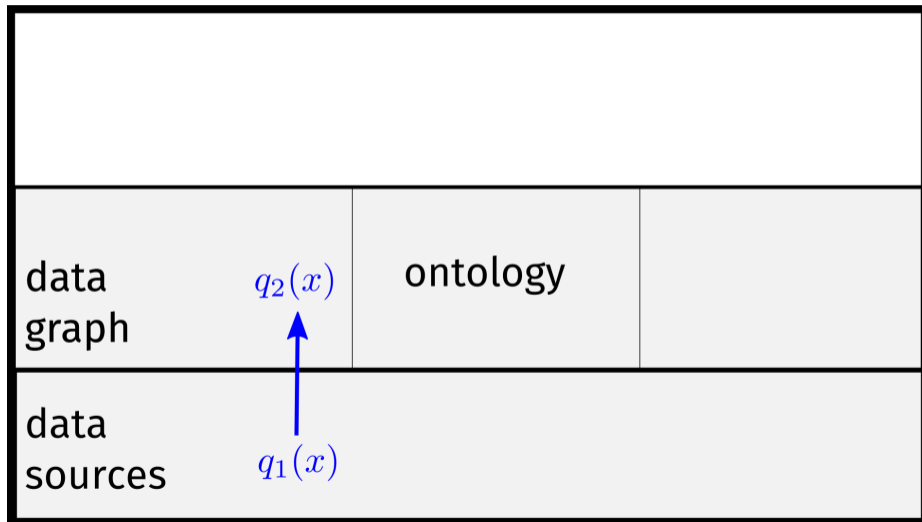 data
graph
q₂(x)
ontology
data
sources
q₁(x)